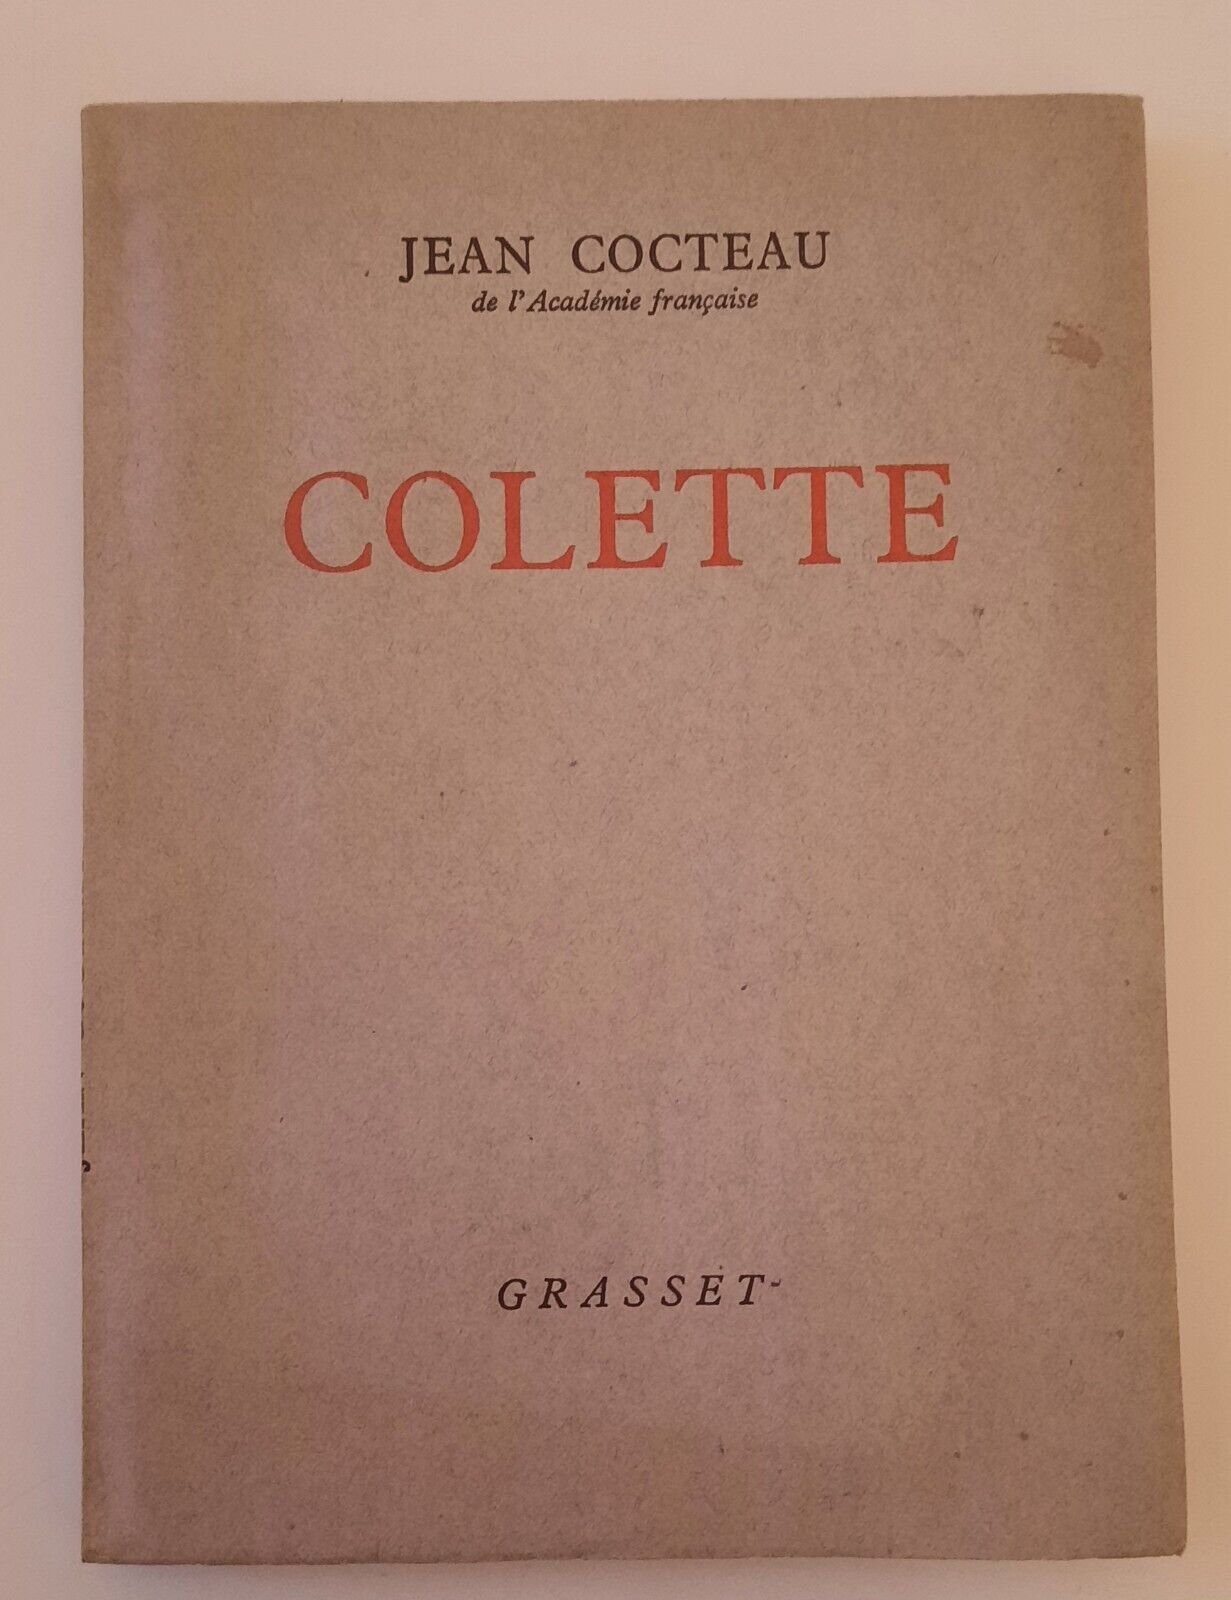 JEAN COCTEAU
de l'Académie française
COLETTE
GRASSET